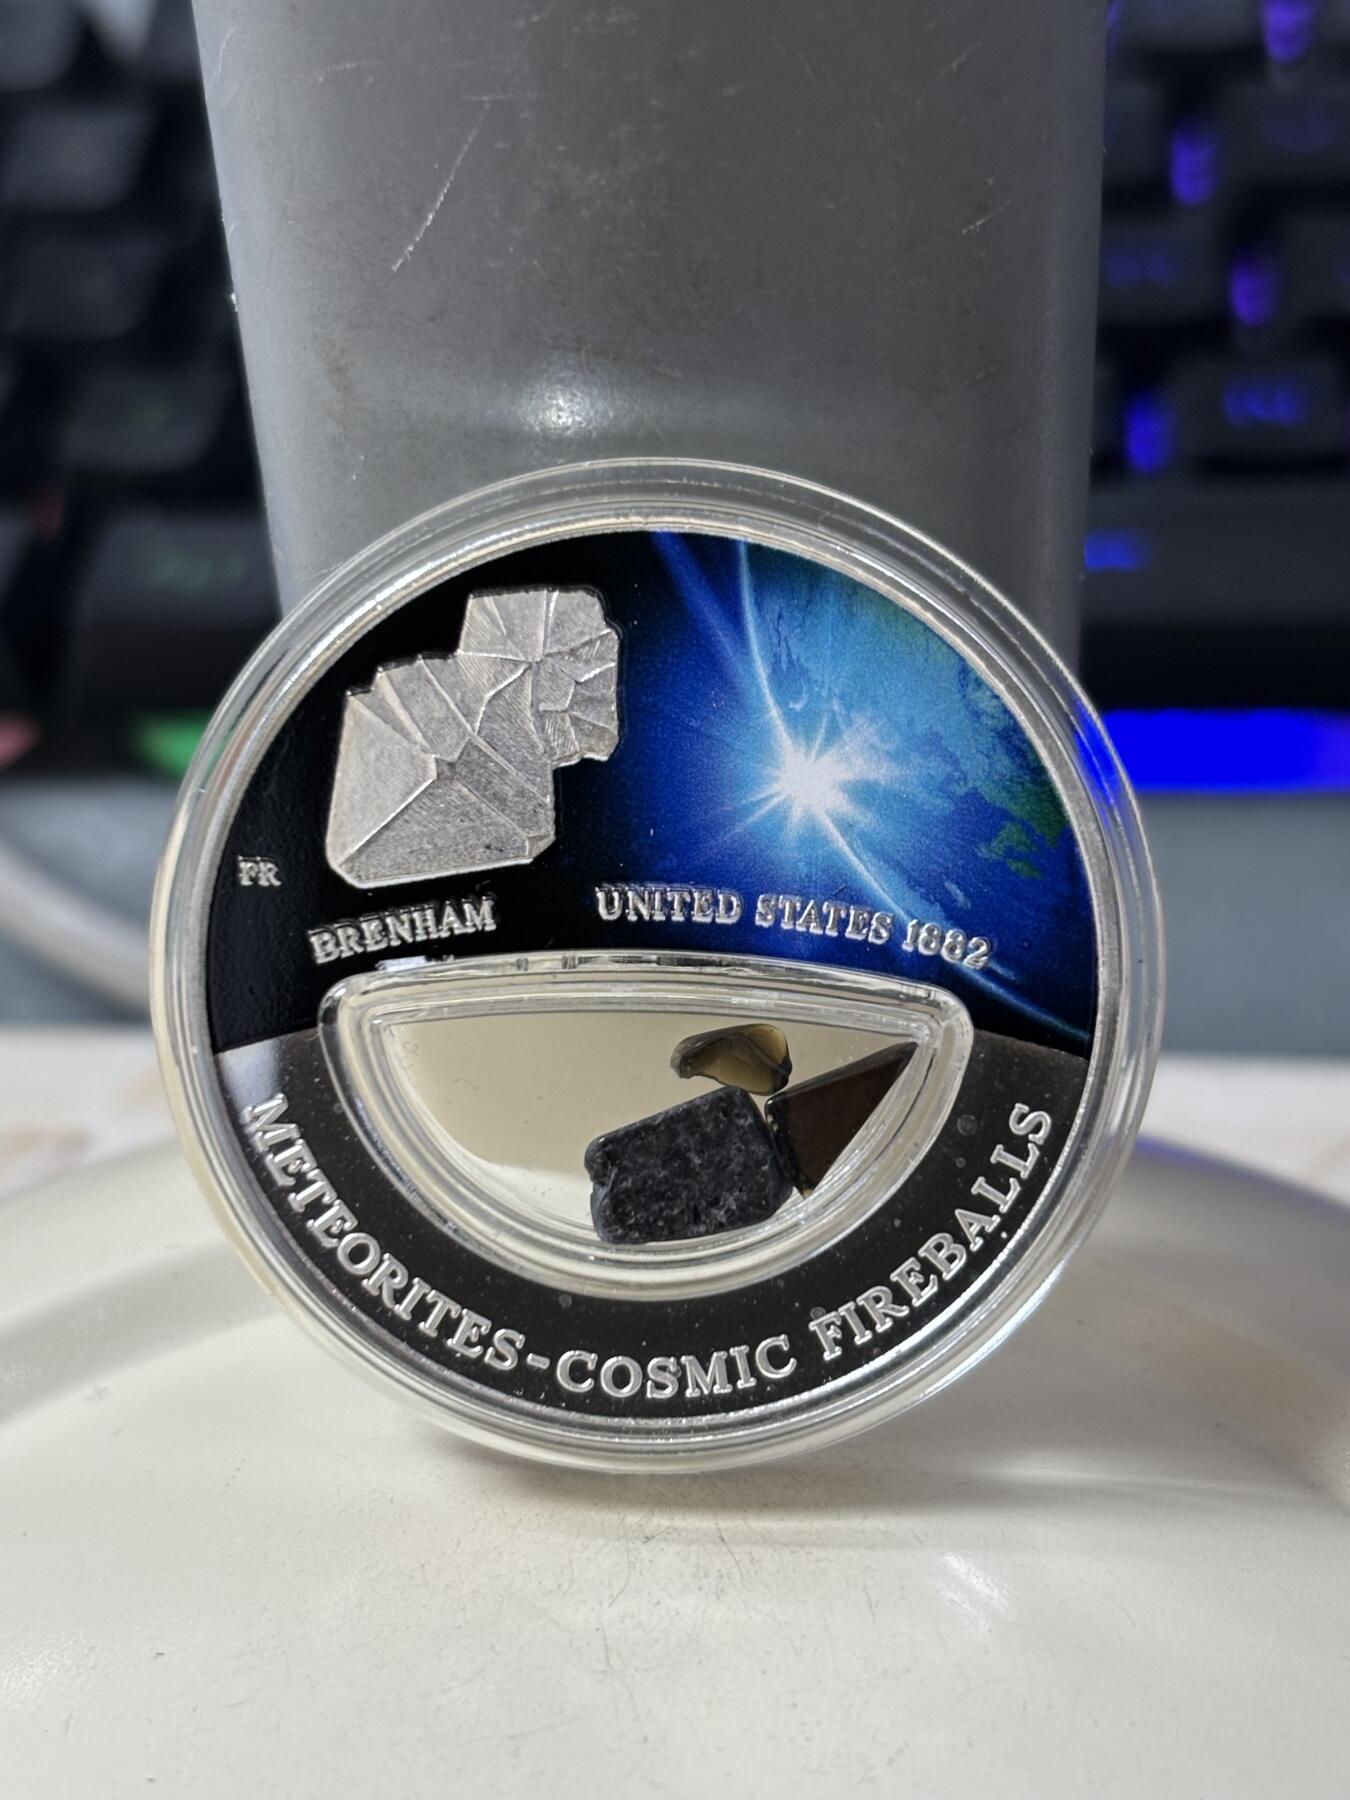 PR
BRENHAM
UNITED STATES 1882
METEORITES-COSMIC FIREBALLS